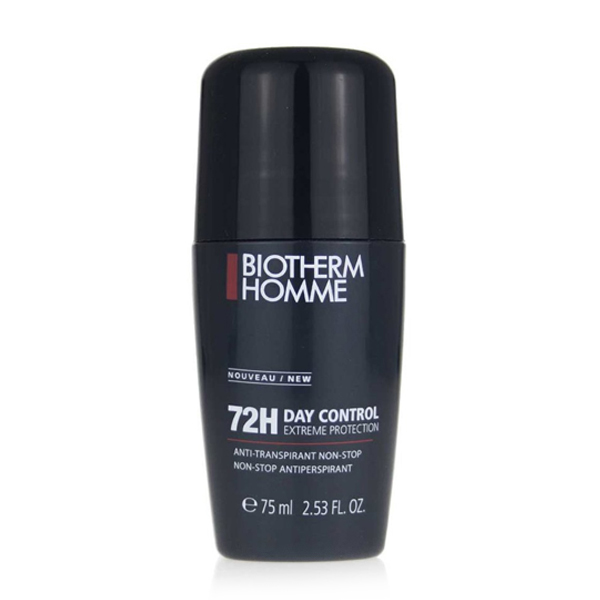 BIOTHERM
HOMME
NOUVEAU / NEW
72H DAY CONTROL
EXTREME PROTECTION
ANTI-TRANSPIRANT NON-STOP
NON-STOP ANTIPERSPIRANT
℮ 75 ml 2.53 FL. OZ.